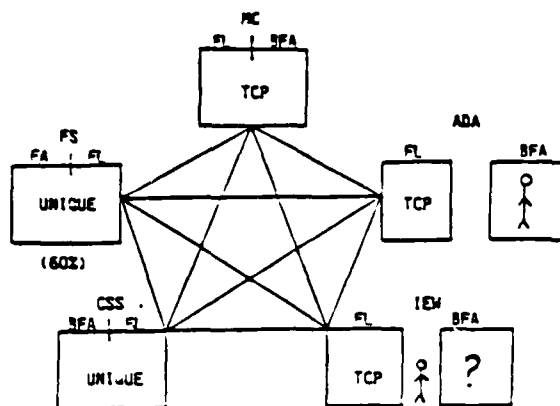 MC
FL BFA
TCP
FS
FA FL
UNIQUE
(60%)
ADA
FL BFA
TCP
CSS
BFA FL
UNIQUE
IEW
FL BFA
TCP
?